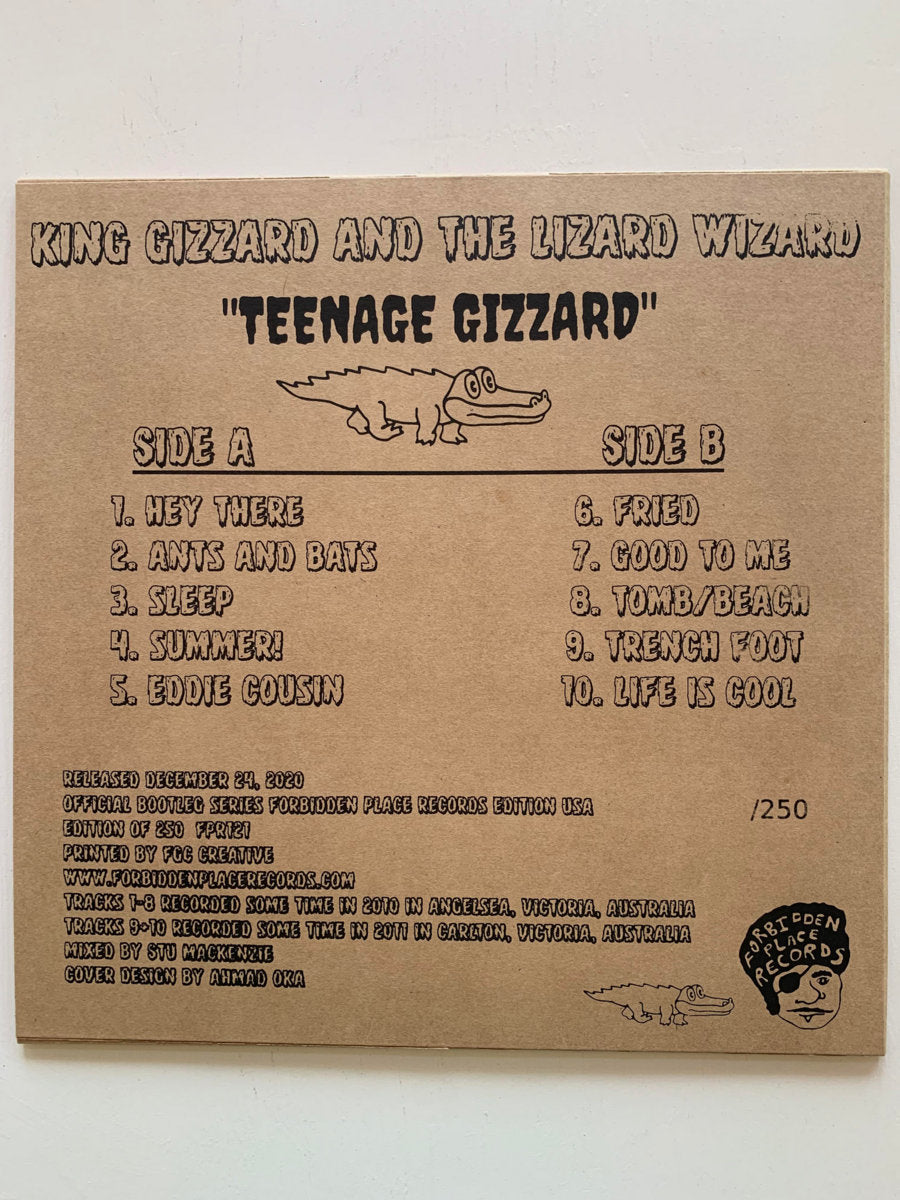 KING GIZZARD AND THE LIZARD WIZARD
"TEENAGE GIZZARD"
SIDE A
1. HEY THERE
2. ANTS AND BATS
3. SLEEP
4. SUMMER!
5. EDDIE COUSIN
SIDE B
6. FRIED
7. GOOD TO ME
8. TOMB/BEACH
9. TRENCH FOOT
10. LIFE IS COOL
RELEASED DECEMBER 24, 2020
OFFICIAL BOOTLEG SERIES FORBIDDEN PLACE RECORDS EDITION USA
EDITION OF 250 FPR121
PRINTED BY FGC CREATIVE
WWW.FORBIDDENPLACERECORDS.COM
TRACKS 1-8 RECORDED SOME TIME IN 2010 IN ANGELSEA, VICTORIA, AUSTRALIA
TRACKS 9+10 RECORDED SOME TIME IN 2011 IN CARLTON, VICTORIA, AUSTRALIA
MIXED BY STU MACKENZIE
COVER DESIGN BY AHMAD OKA
/250
FORBIDDEN
PLACE
RECORDS